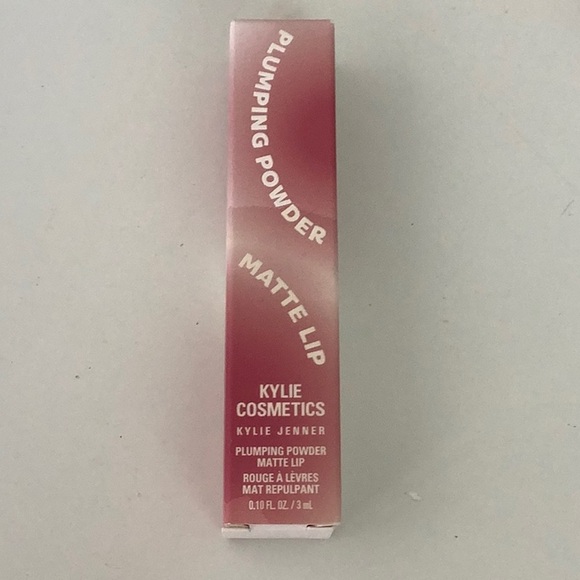 PLUMPING POWDER
MATTE LIP
KYLIE
COSMETICS
KYLIE JENNER
PLUMPING POWDER
MATTE LIP
ROUGE À LÈVRES
MAT REPULPANT
0.10 FL. OZ. / 3 mL